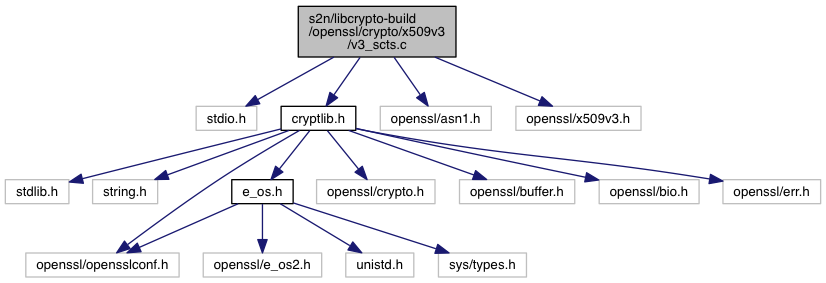 s2n/libcrypto-build
/openssl/crypto/x509v3
/v3_scts.c
stdio.h
cryptlib.h
openssl/asn1.h
openssl/x509v3.h
stdlib.h
string.h
e_os.h
openssl/crypto.h
openssl/buffer.h
openssl/bio.h
openssl/err.h
openssl/opensslconf.h
openssl/e_os2.h
unistd.h
sys/types.h